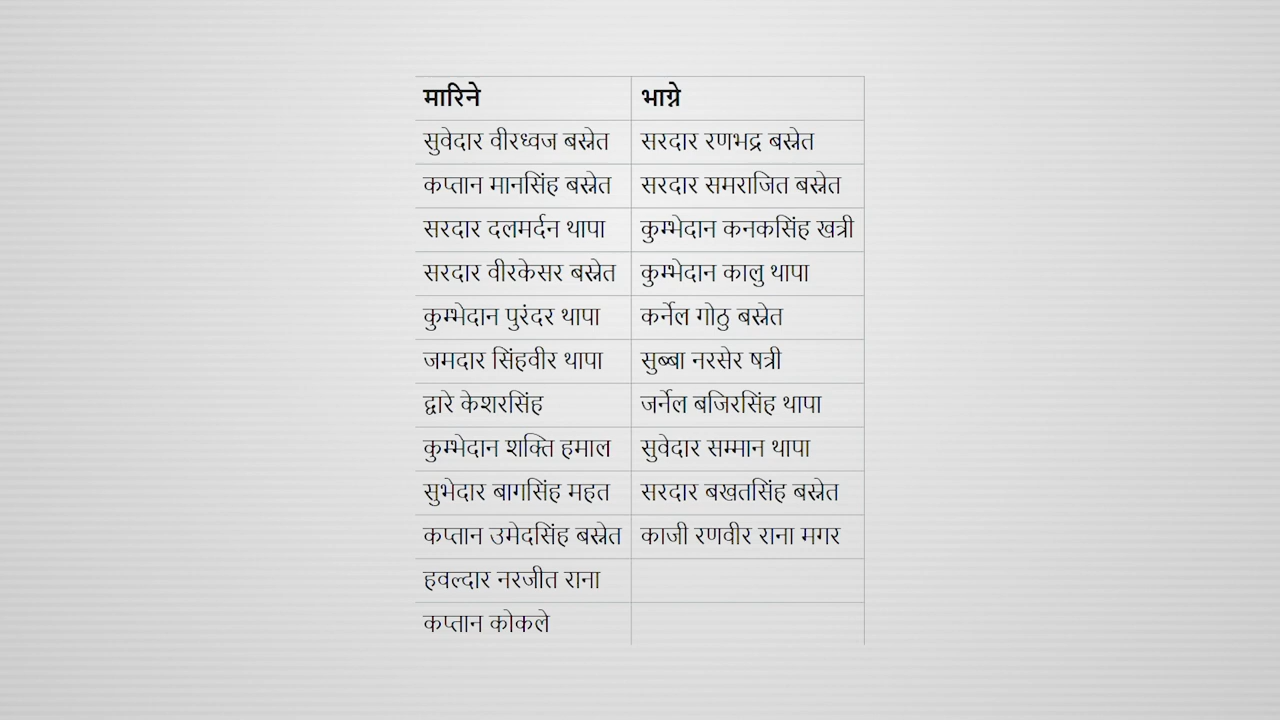 मारिने भाग्ने
सुवेदार वीरध्वज बस्नेत सरदार रणभद्र बस्नेत
कप्तान मानसिंह बस्नेत सरदार समराजित बस्नेत
सरदार दलमर्दन थापा कुम्भेदान कनकसिंह खत्री
सरदार वीरकेसर बस्नेत कुम्भेदान कालु थापा
कुम्भेदान पुरंदर थापा कर्नेल गोठु बस्नेत
जमदार सिंहवीर थापा सुब्बा नरसेर षत्री
द्वारे केशरसिंह जर्नेल बजिरसिंह थापा
कुम्भेदान शक्ति हमाल सुवेदार सम्मान थापा
सुभेदार बागसिंह महत सरदार बखतसिंह बस्नेत
कप्तान उमेदसिंह बस्नेत काजी रणवीर राना मगर
हवल्दार नरजीत राना
कप्तान कोकले